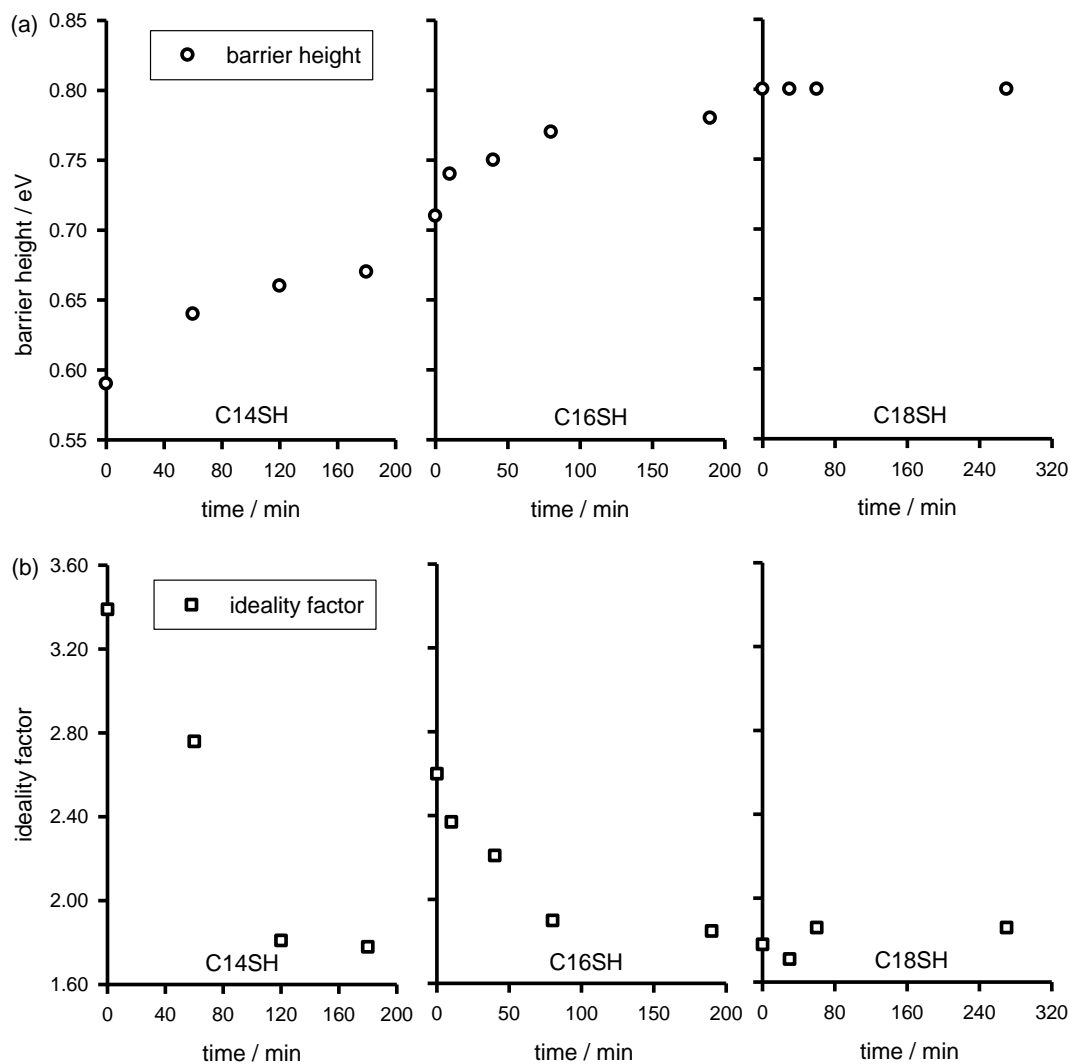 (a)
barrier height
0.85
0.80
0.75
0.70
0.65
0.60
0.55
barrier height / eV
C14SH
C16SH
C18SH
0 40 80 120 160 200
0 50 100 150 200
0 80 160 240 320
time / min
time / min
time / min
(b)
ideality factor
3.60
3.20
2.80
2.40
2.00
1.60
ideality factor
C14SH
C16SH
C18SH
0 40 80 120 160 200
0 50 100 150 200
0 80 160 240 320
time / min
time / min
time / min